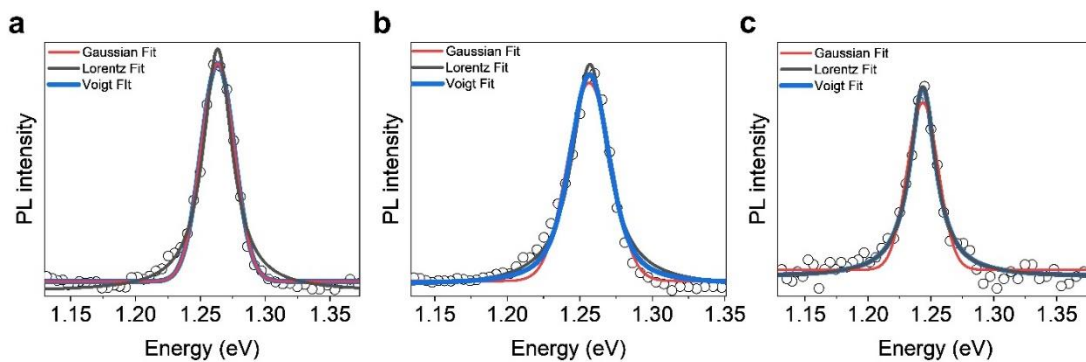 a
Gaussian Fit
Lorentz Fit
Voigt FIt
PL intensity
1.15 1.20 1.25 1.30 1.35
Energy (eV)
b
Gaussian Fit
Lorentz Fit
Voigt Fit
PL intensity
1.15 1.20 1.25 1.30 1.35
Energy (eV)
c
Gaussian Fit
Lorentz Fit
Voigt Fit
PL intensity
1.15 1.20 1.25 1.30 1.35
Energy (eV)